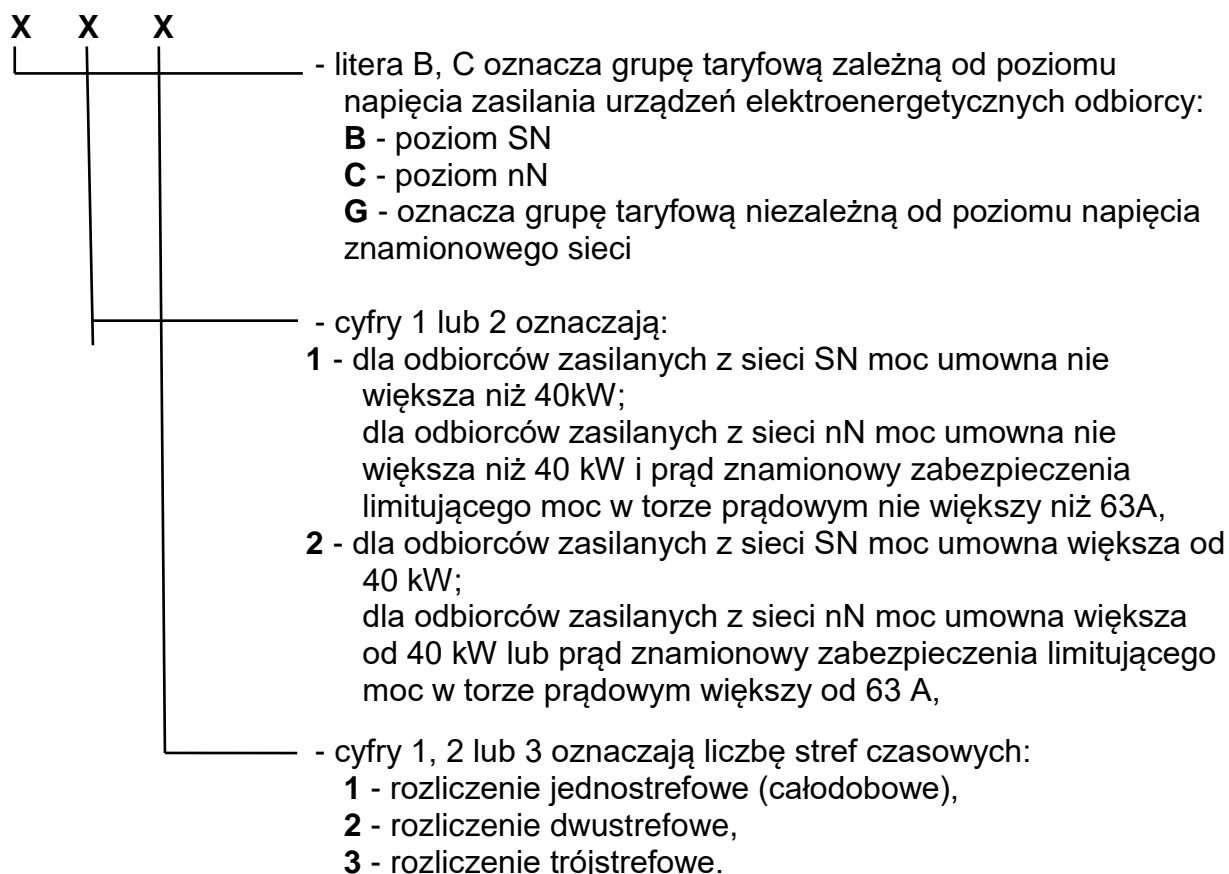 X X X
- litera B, C oznacza grupę taryfową zależną od poziomu
napięcia zasilania urządzeń elektroenergetycznych odbiorcy:
B - poziom SN
C - poziom nN
G - oznacza grupę taryfową niezależną od poziomu napięcia
znamionowego sieci
- cyfry 1 lub 2 oznaczają:
1 - dla odbiorców zasilanych z sieci SN moc umowna nie
większa niż 40kW;
dla odbiorców zasilanych z sieci nN moc umowna nie
większa niż 40 kW i prąd znamionowy zabezpieczenia
limitującego moc w torze prądowym nie większy niż 63A,
2 - dla odbiorców zasilanych z sieci SN moc umowna większa od
40 kW;
dla odbiorców zasilanych z sieci nN moc umowna większa
od 40 kW lub prąd znamionowy zabezpieczenia limitującego
moc w torze prądowym większy od 63 A,
- cyfry 1, 2 lub 3 oznaczają liczbę stref czasowych:
1 - rozliczenie jednostrefowe (całodobowe),
2 - rozliczenie dwustrefowe,
3 - rozliczenie trójstrefowe.